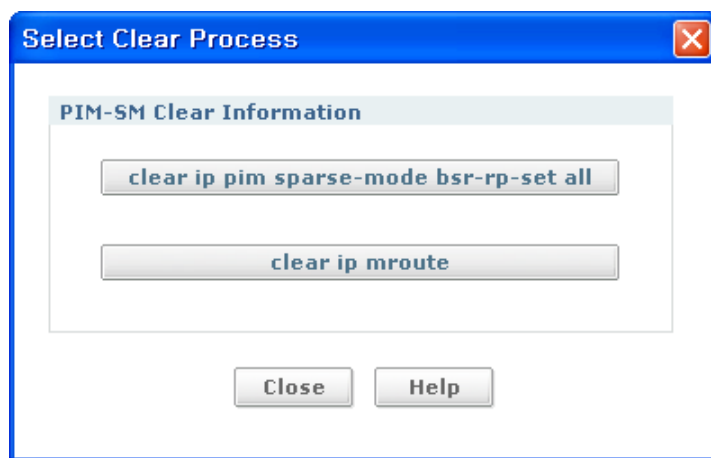 Select Clear Process
PIM-SM Clear Information
clear ip pim sparse-mode bsr-rp-set all
clear ip mroute
Close Help